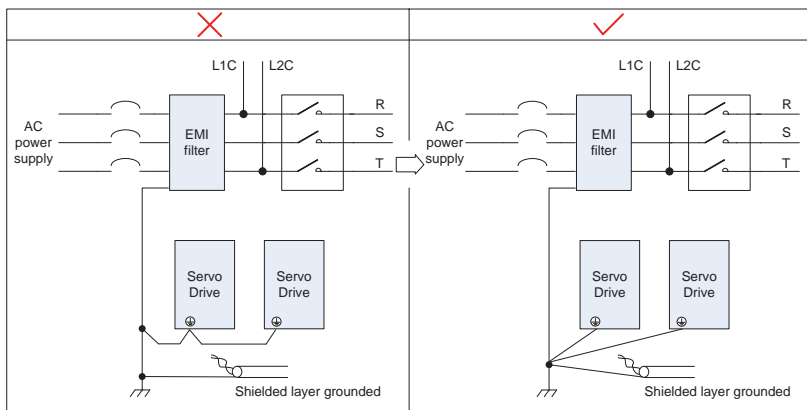 L1C L2C
R
AC
power
supply
EMI
filter
S
T
Servo
Drive
Servo
Drive
Shielded layer grounded
L1C L2C
R
AC
power
supply
EMI
filter
S
T
Servo
Drive
Servo
Drive
Shielded layer grounded